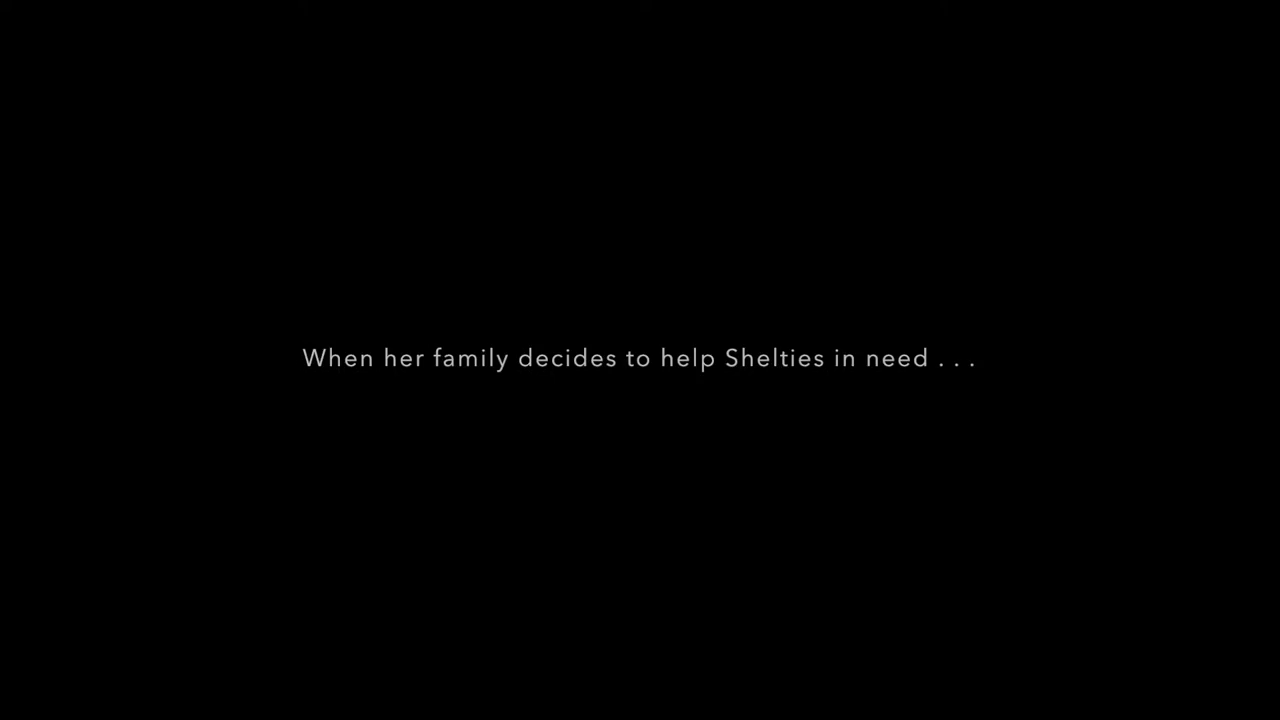 When her family decides to help Shelties in need . . .